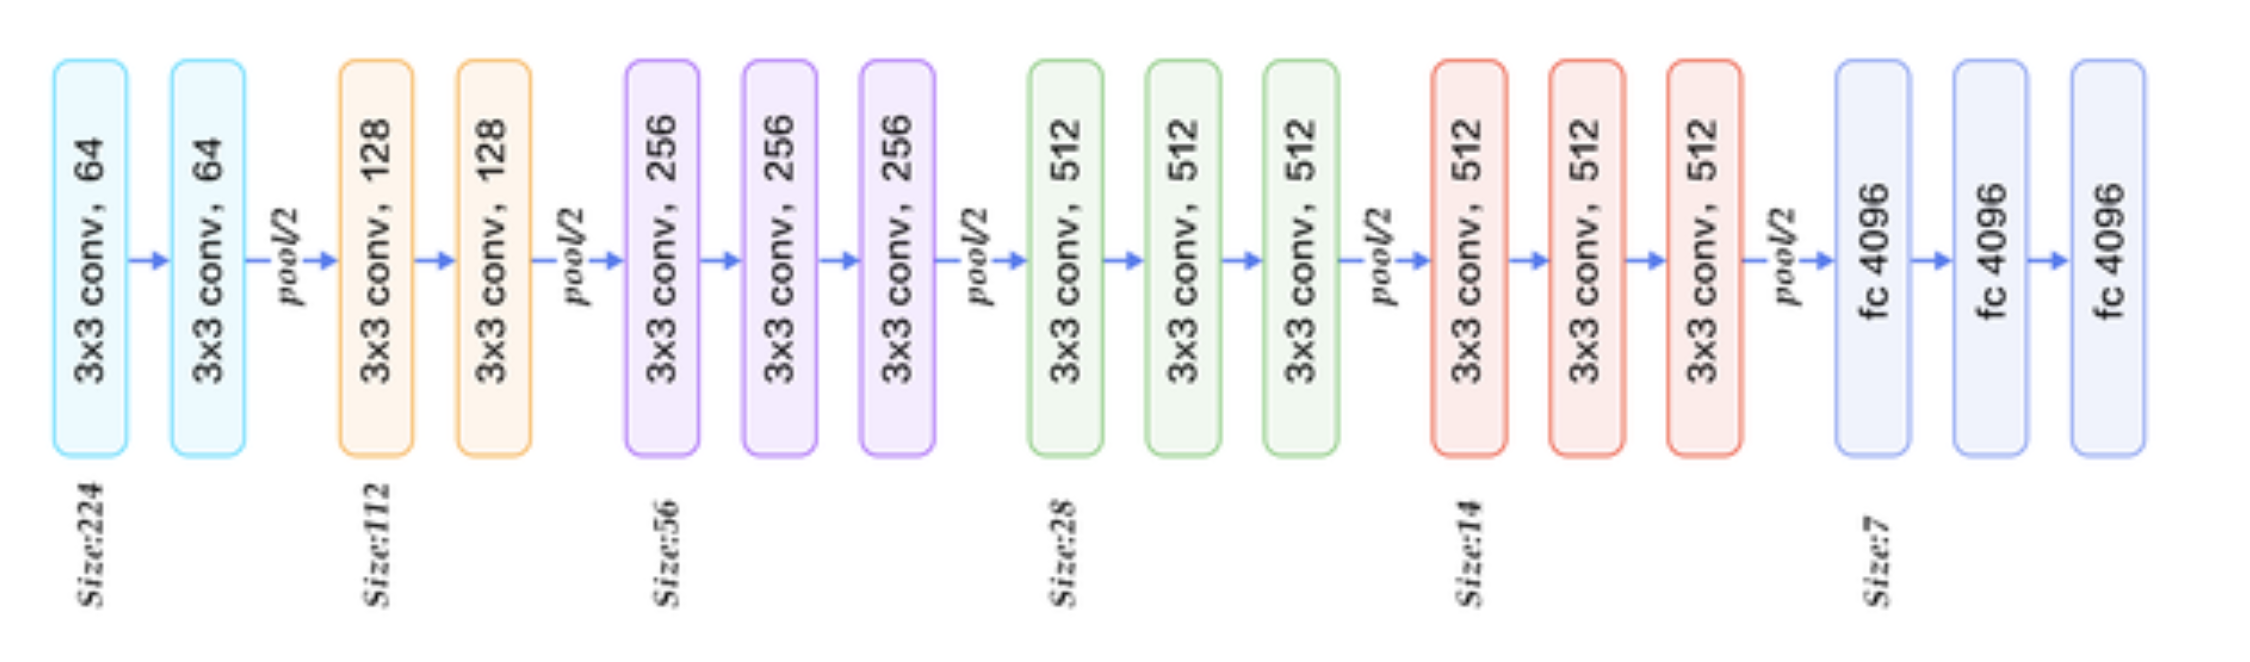 3x3 conv, 64
3x3 conv, 64
pool/2
3x3 conv, 128
3x3 conv, 128
pool/2
3x3 conv, 256
3x3 conv, 256
3x3 conv, 256
pool/2
3x3 conv, 512
3x3 conv, 512
3x3 conv, 512
pool/2
3x3 conv, 512
3x3 conv, 512
3x3 conv, 512
pool/2
fc 4096
fc 4096
fc 4096
Size:224
Size:112
Size:56
Size:28
Size:14
Size:7